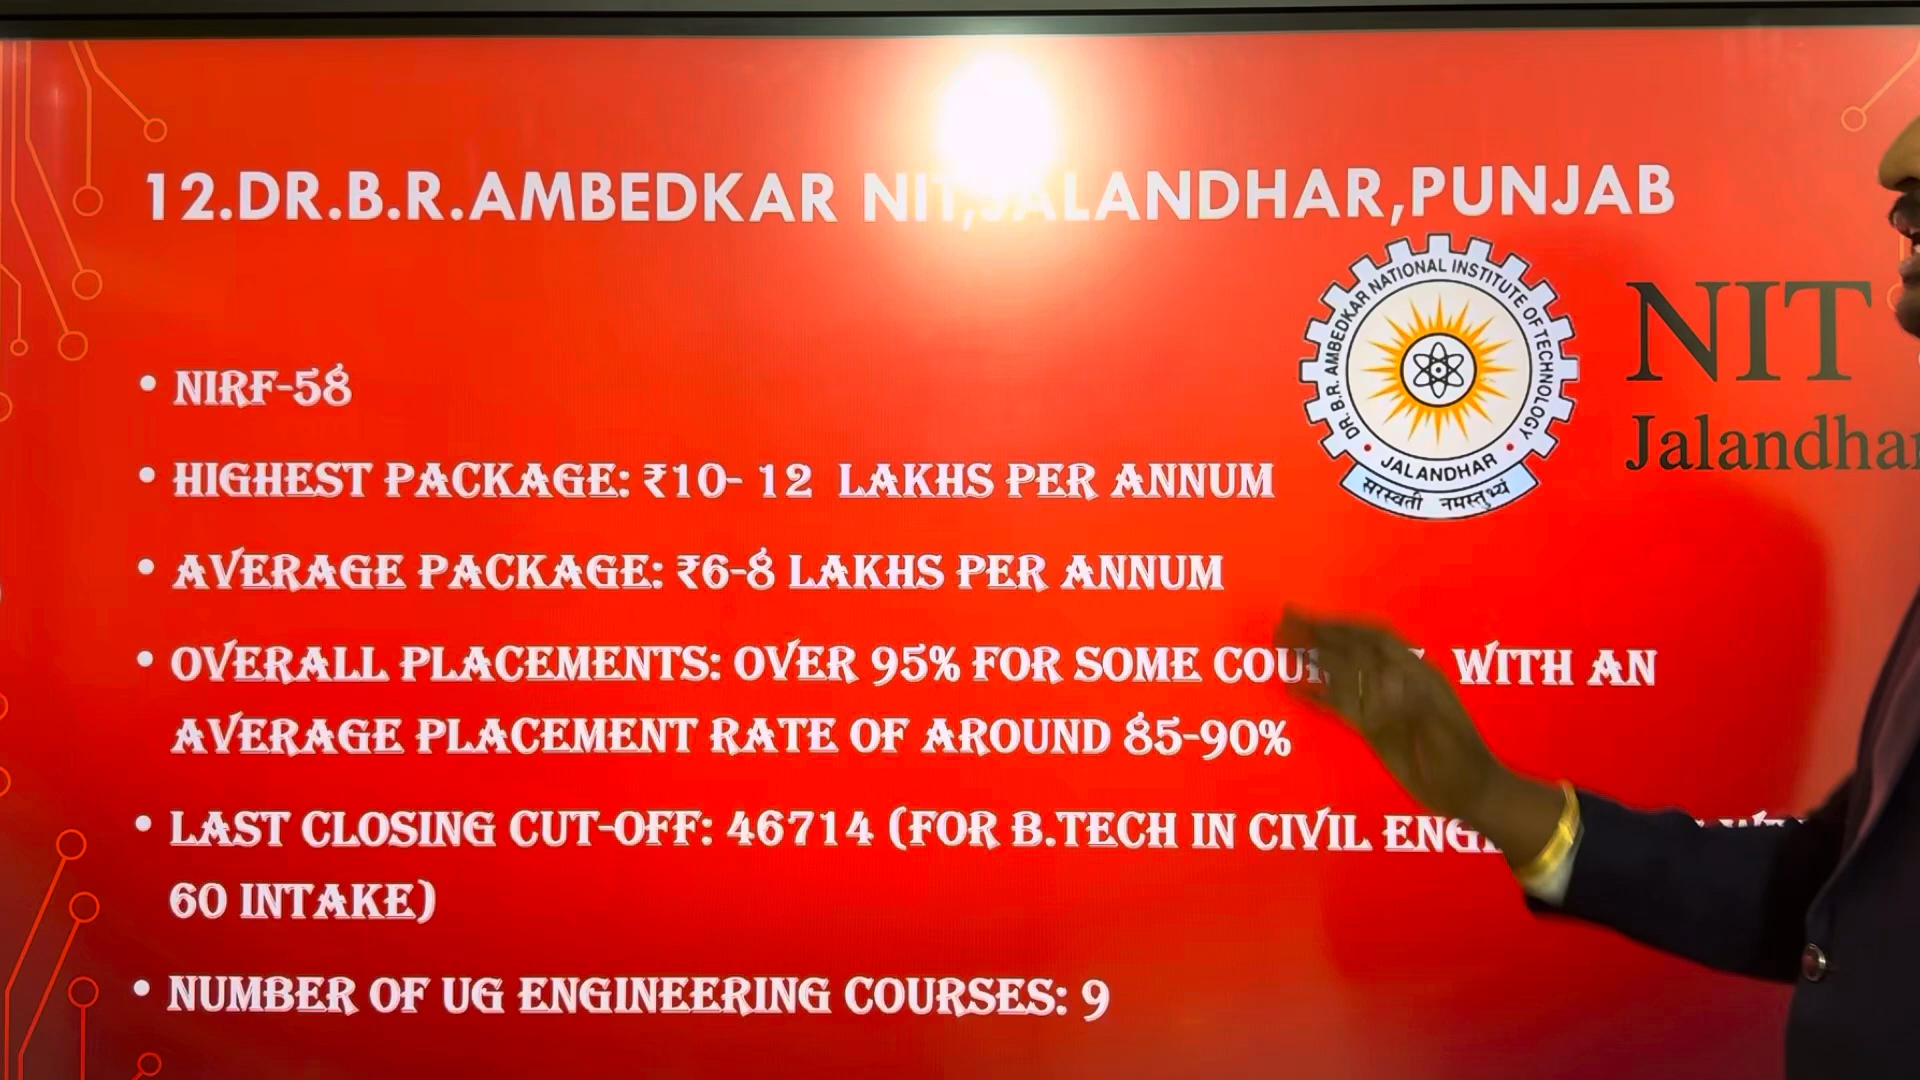 12.DR.B.R.AMBEDKAR NIT,JALANDHAR,PUNJAB
DR. B.R. AMBEDKAR NATIONAL INSTITUTE OF TECHNOLOGY
JALANDHAR
सरस्वती नमस्तुभ्यं
NIT
Jalandhar
• NIRF-58
• HIGHEST PACKAGE: ₹10- 12 LAKHS PER ANNUM
• AVERAGE PACKAGE: ₹6-8 LAKHS PER ANNUM
• OVERALL PLACEMENTS: OVER 95% FOR SOME WITH AN
AVERAGE PLACEMENT RATE OF AROUND 85-90%
• LAST CLOSING CUT-OFF: 46714 (FOR B.TECH IN CIVIL
60 INTAKE)
• NUMBER OF UG ENGINEERING COURSES: 9